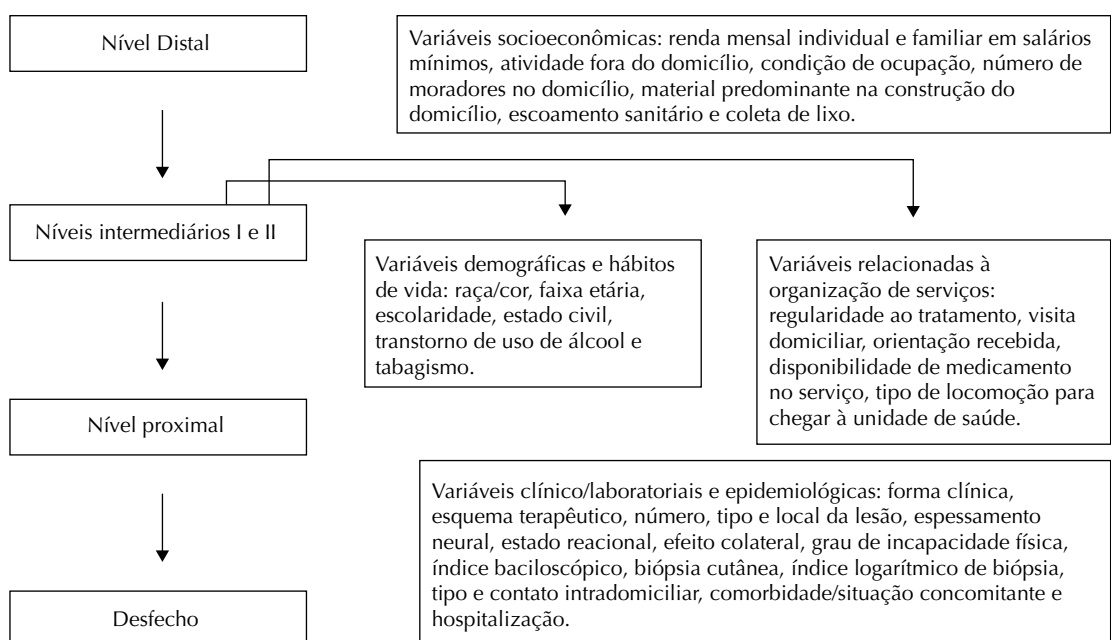 Nível Distal
Variáveis socioeconômicas: renda mensal individual e familiar em salários
mínimos, atividade fora do domicílio, condição de ocupação, número de
moradores no domicílio, material predominante na construção do
domicílio, escoamento sanitário e coleta de lixo.
Níveis intermediários I e II
Variáveis demográficas e hábitos
de vida: raça/cor, faixa etária,
escolaridade, estado civil,
transtorno de uso de álcool e
tabagismo.
Variáveis relacionadas à
organização de serviços:
regularidade ao tratamento, visita
domiciliar, orientação recebida,
disponibilidade de medicamento
no serviço, tipo de locomoção para
chegar à unidade de saúde.
Nível proximal
Variáveis clínico/laboratoriais e epidemiológicas: forma clínica,
esquema terapêutico, número, tipo e local da lesão, espessamento
neural, estado reacional, efeito colateral, grau de incapacidade física,
índice baciloscópico, biópsia cutânea, índice logarítmico de biópsia,
tipo e contato intradomiciliar, comorbidade/situação concomitante e
hospitalização.
Desfecho